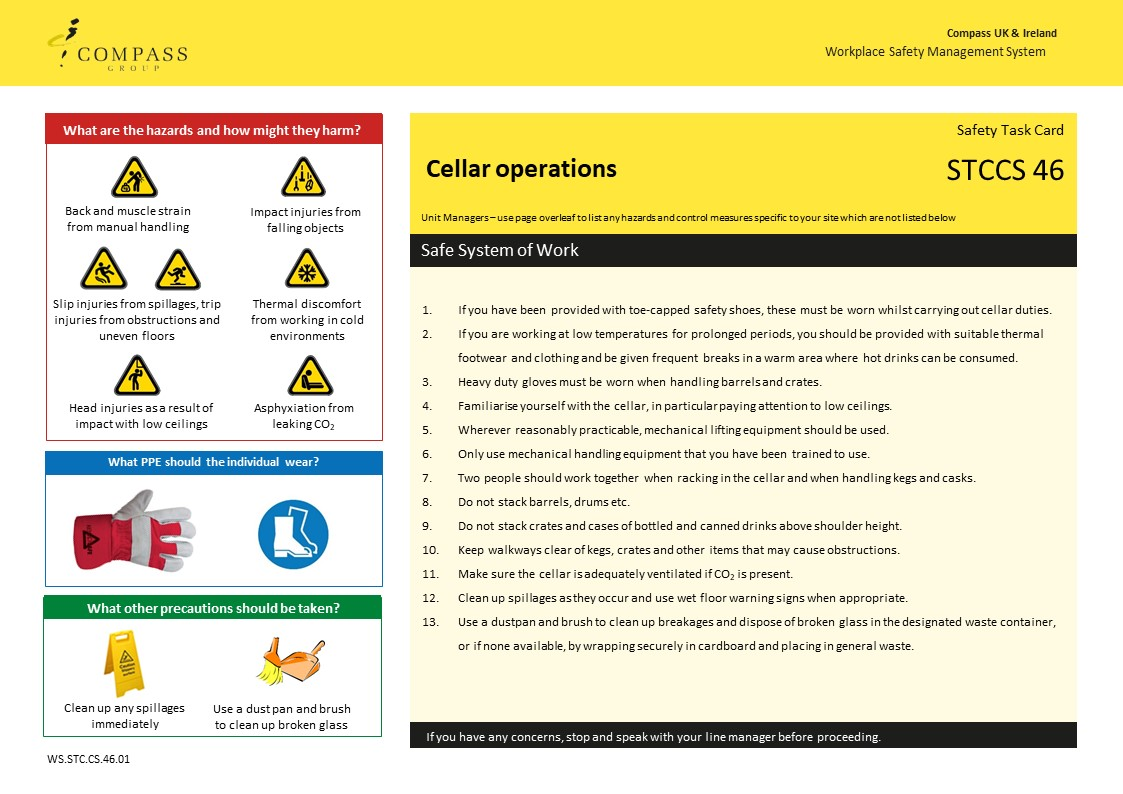 COMPASS
GROUP
Compass UK & Ireland
Workplace Safety Management System
What are the hazards and how might they harm?
Back and muscle strain
from manual handling
Impact injuries from
falling objects
Slip injuries from spillages, trip
injuries from obstructions and
uneven floors
Thermal discomfort
from working in cold
environments
Head injuries as a result of
impact with low ceilings
Asphyxiation from
leaking CO₂
What PPE should the individual wear?
What other precautions should be taken?
Clean up any spillages
immediately
Use a dust pan and brush
to clean up broken glass
WS.STC.CS.46.01
Safety Task Card
Cellar operations
STCCS 46
Unit Managers – use page overleaf to list any hazards and control measures specific to your site which are not listed below
Safe System of Work
1. If you have been provided with toe-capped safety shoes, these must be worn whilst carrying out cellar duties.
2. If you are working at low temperatures for prolonged periods, you should be provided with suitable thermal
footwear and clothing and be given frequent breaks in a warm area where hot drinks can be consumed.
3. Heavy duty gloves must be worn when handling barrels and crates.
4. Familiarise yourself with the cellar, in particular paying attention to low ceilings.
5. Wherever reasonably practicable, mechanical lifting equipment should be used.
6. Only use mechanical handling equipment that you have been trained to use.
7. Two people should work together when racking in the cellar and when handling kegs and casks.
8. Do not stack barrels, drums etc.
9. Do not stack crates and cases of bottled and canned drinks above shoulder height.
10. Keep walkways clear of kegs, crates and other items that may cause obstructions.
11. Make sure the cellar is adequately ventilated if CO₂ is present.
12. Clean up spillages as they occur and use wet floor warning signs when appropriate.
13. Use a dustpan and brush to clean up breakages and dispose of broken glass in the designated waste container,
or if none available, by wrapping securely in cardboard and placing in general waste.
If you have any concerns, stop and speak with your line manager before proceeding.